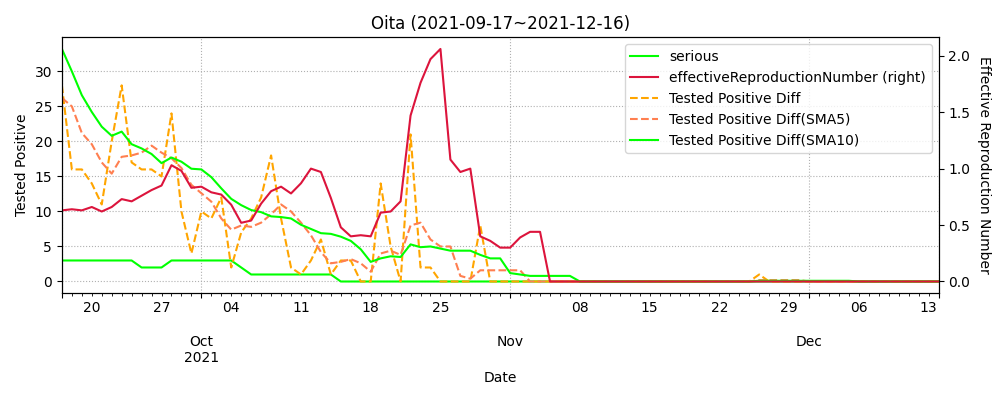 Oita (2021-09-17~2021-12-16)
serious
effectiveReproductionNumber (right)
Tested Positive Diff
Tested Positive Diff(SMA5)
Tested Positive Diff(SMA10)
Tested Positive
30
25
20
15
10
5
0
2.0
1.5
1.0
0.5
0.0
Effective Reproduction Number
20 27 04 11 18 25 08 15 22 29 06 13
Oct Nov Dec
2021
Date